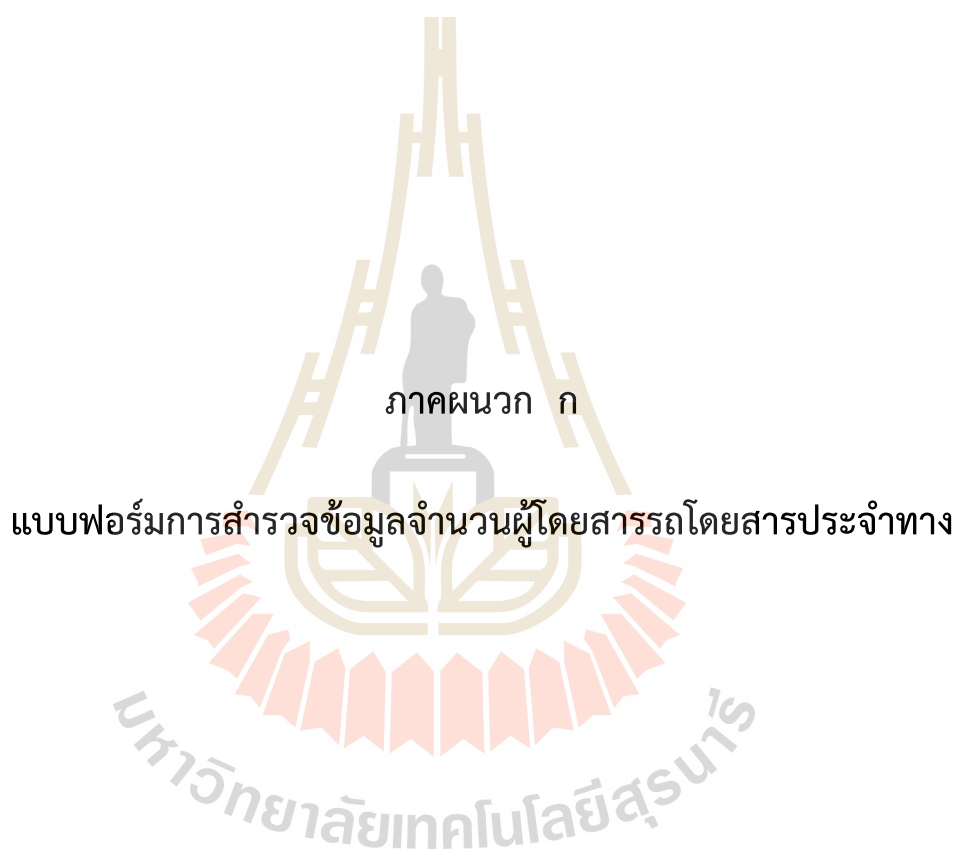 ภาคผนวก ก
แบบฟอร์มการสำรวจข้อมูลจำนวนผู้โดยสารรถโดยสารประจำทาง
มหาวิทยาลัยเทคโนโลยีสุรนารี